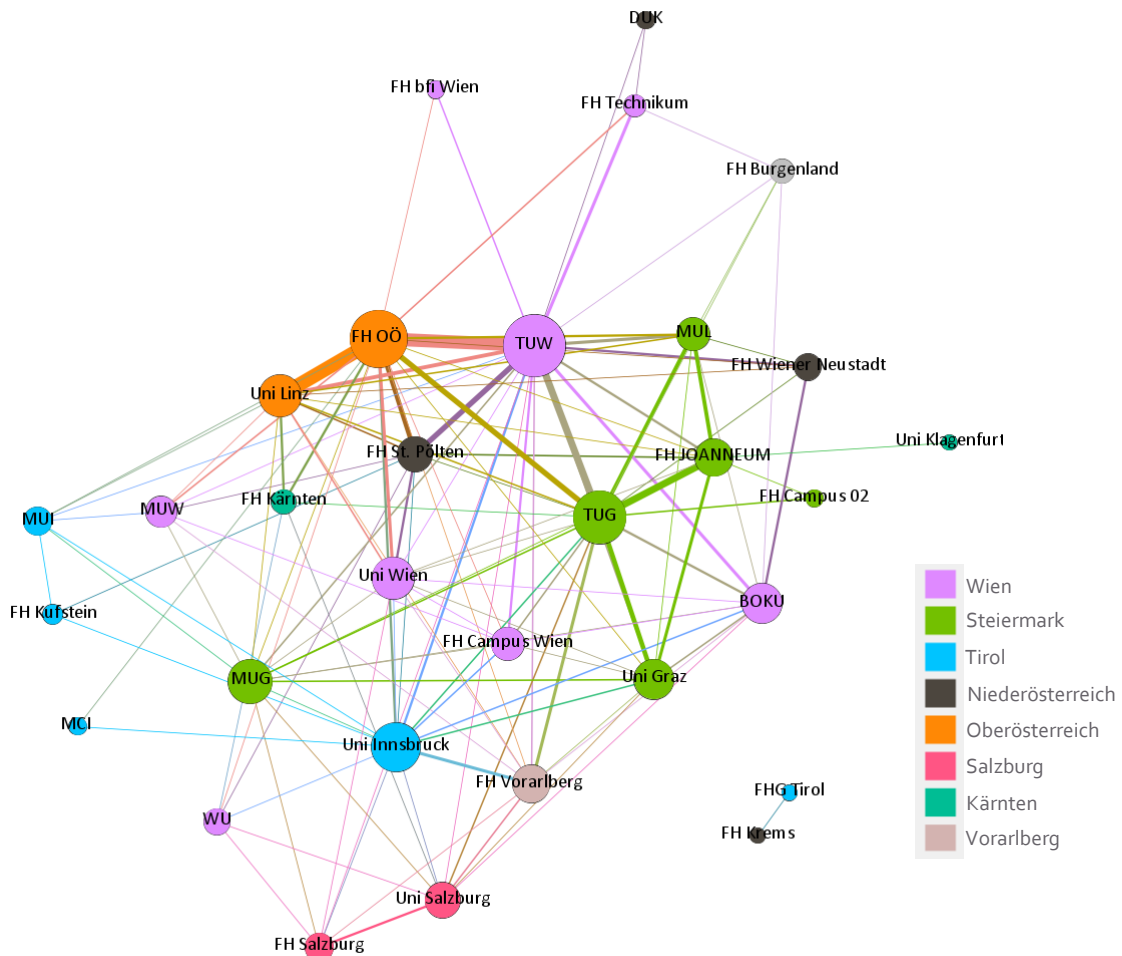 DUK
FH bfi Wien
FH Technikum
FH Burgenland
FH OÖ
TUW
MUL
FH Wiener Neustadt
Uni Linz
FH St. Pölten
FH JOANNEUM
Uni Klagenfurt
FH Kärnten
FH Campus 02
MUI
MUW
TUG
Uni Wien
BOKU
FH Kufstein
FH Campus Wien
MUG
Uni Graz
MCI
Uni Innsbruck
FH Vorarlberg
FHG Tirol
WU
FH Krems
Uni Salzburg
FH Salzburg
Wien
Steiermark
Tirol
Niederösterreich
Oberösterreich
Salzburg
Kärnten
Vorarlberg